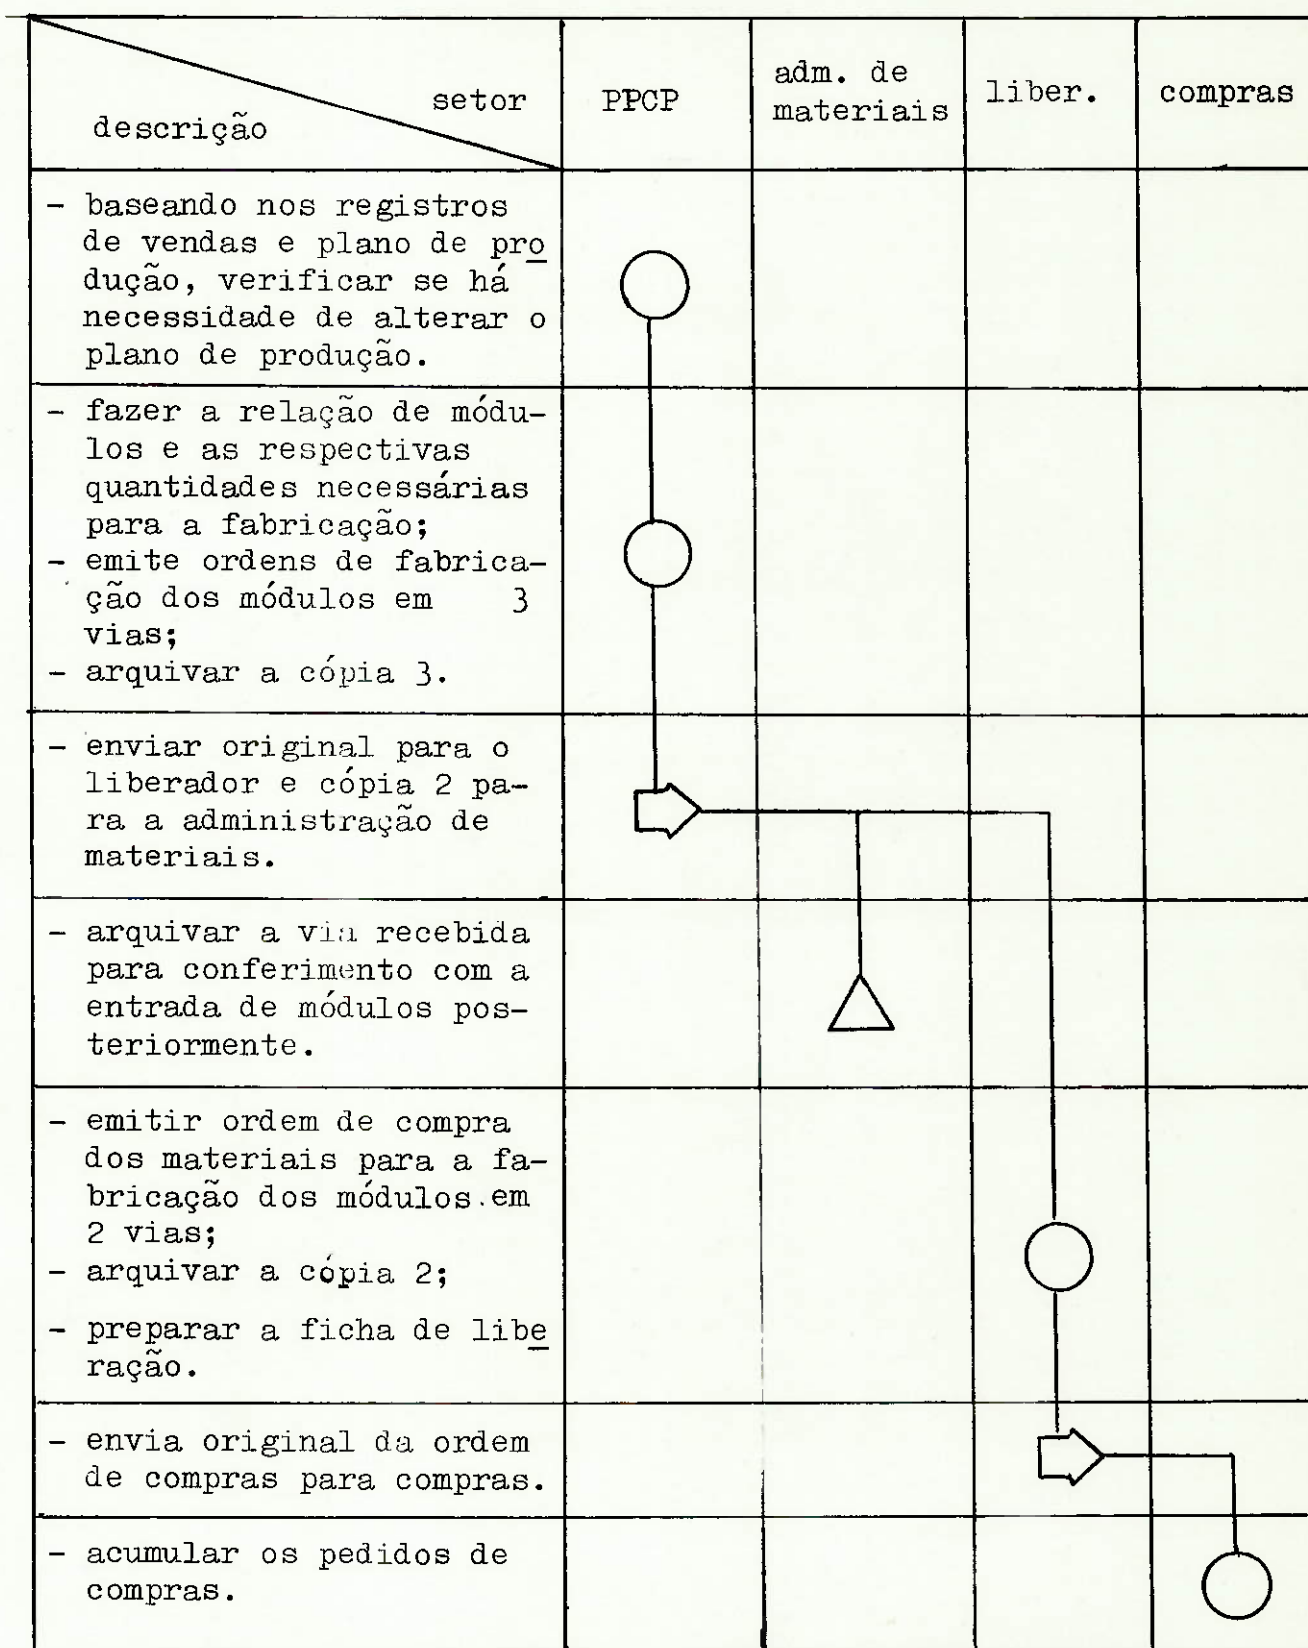 setor
descrição
PPCP
adm. de
materiais
liber.
compras
- baseando nos registros
de vendas e plano de pro
dução, verificar se há
necessidade de alterar o
plano de produção.
- fazer a relação de módu-
los e as respectivas
quantidades necessárias
para a fabricação;
- emite ordens de fabrica-
ção dos módulos em 3
vias;
- arquivar a cópia 3.
- enviar original para o
liberador e cópia 2 pa-
ra a administração de
materiais.
- arquivar a via recebida
para conferimento com a
entrada de módulos pos-
teriormente.
- emitir ordem de compra
dos materiais para a fa-
bricação dos módulos em
2 vias;
- arquivar a cópia 2;
- preparar a ficha de libe
ração.
- envia original da ordem
de compras para compras.
- acumular os pedidos de
compras.